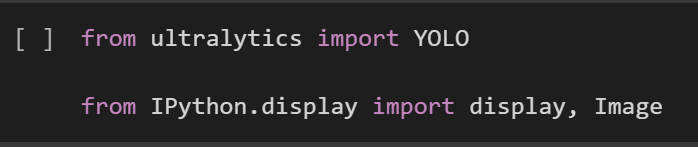 [ ] from ultralytics import YOLO
from IPython.display import display, Image